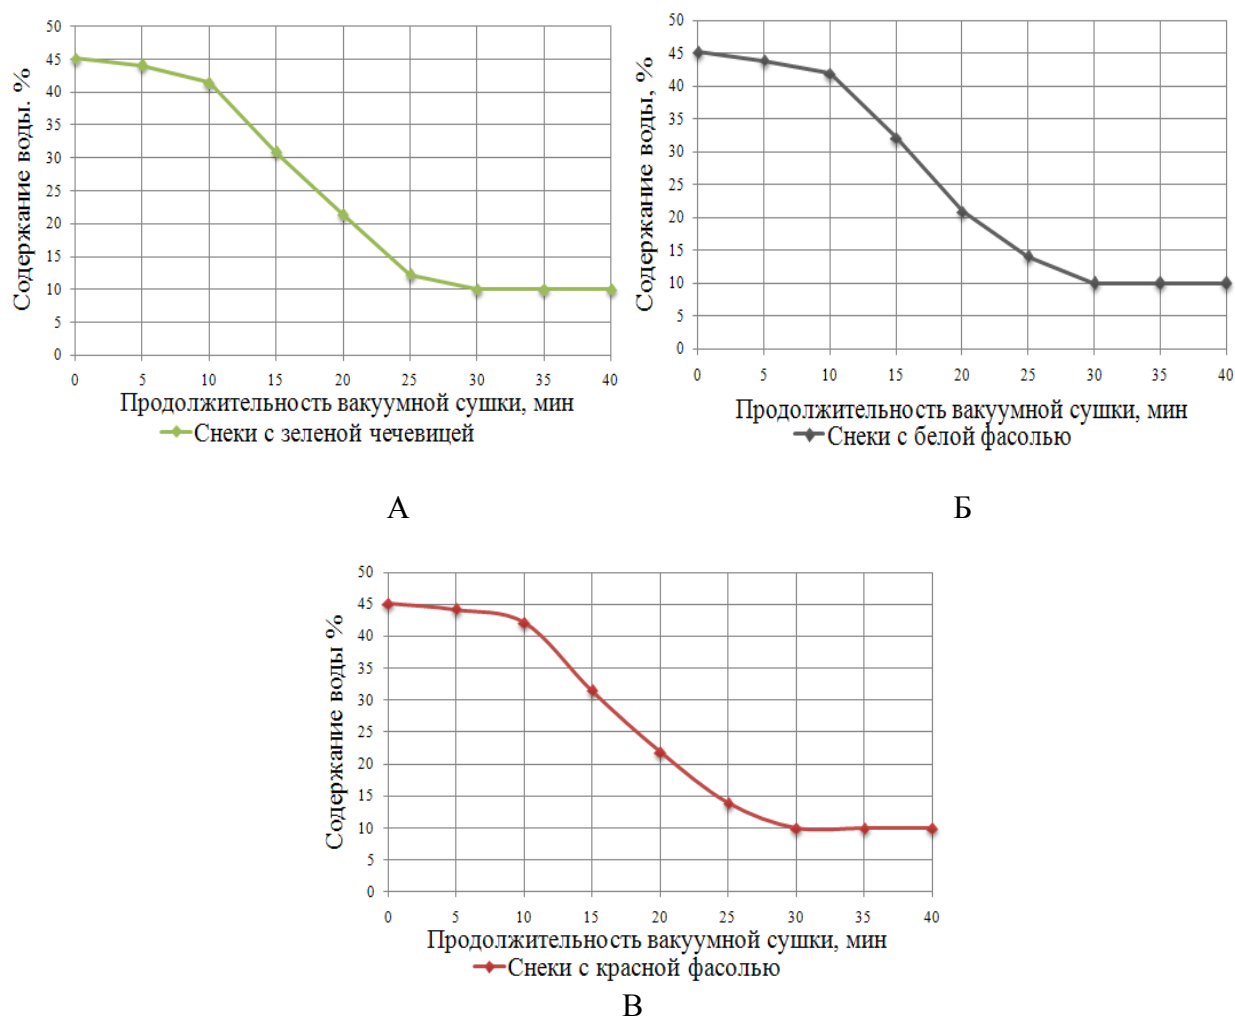 50
45
40
35
30
25
20
15
10
5
0
Содержание воды. %
0 5 10 15 20 25 30 35 40
Продолжительность вакуумной сушки, мин
Снеки с зеленой чечевицей
А
50
45
40
35
30
25
20
15
10
5
0
Содержание воды, %
0 5 10 15 20 25 30 35 40
Продолжительность вакуумной сушки, мин
Снеки с белой фасолью
Б
50
45
40
35
30
25
20
15
10
5
0
Содержание воды %
0 5 10 15 20 25 30 35 40
Продолжительность вакуумной сушки, мин
Снеки с красной фасолью
В